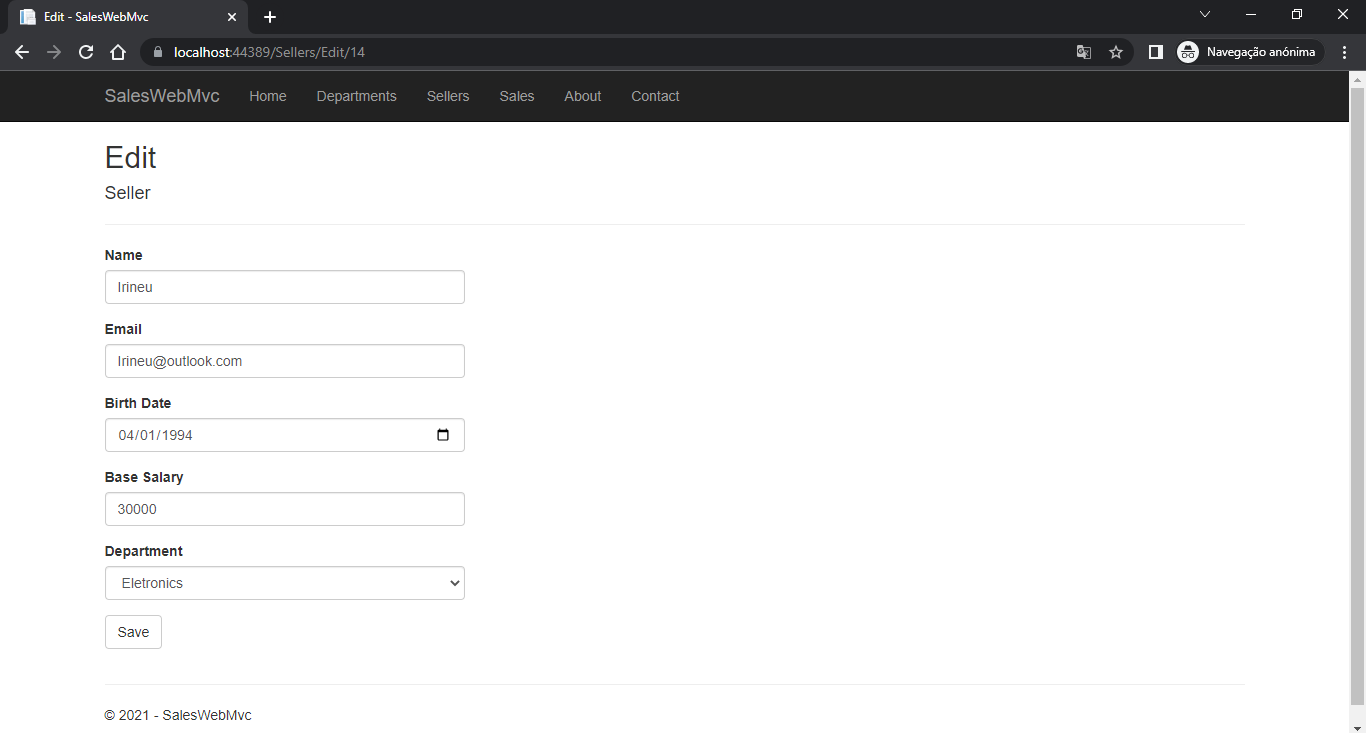 Edit - SalesWebMvc
localhost:44389/Sellers/Edit/14
Navegação anónima
SalesWebMvc Home Departments Sellers Sales About Contact
Edit
Seller
Name
Irineu
Email
Irineu@outlook.com
Birth Date
04/01/1994
Base Salary
30000
Department
Eletronics
Save
© 2021 - SalesWebMvc